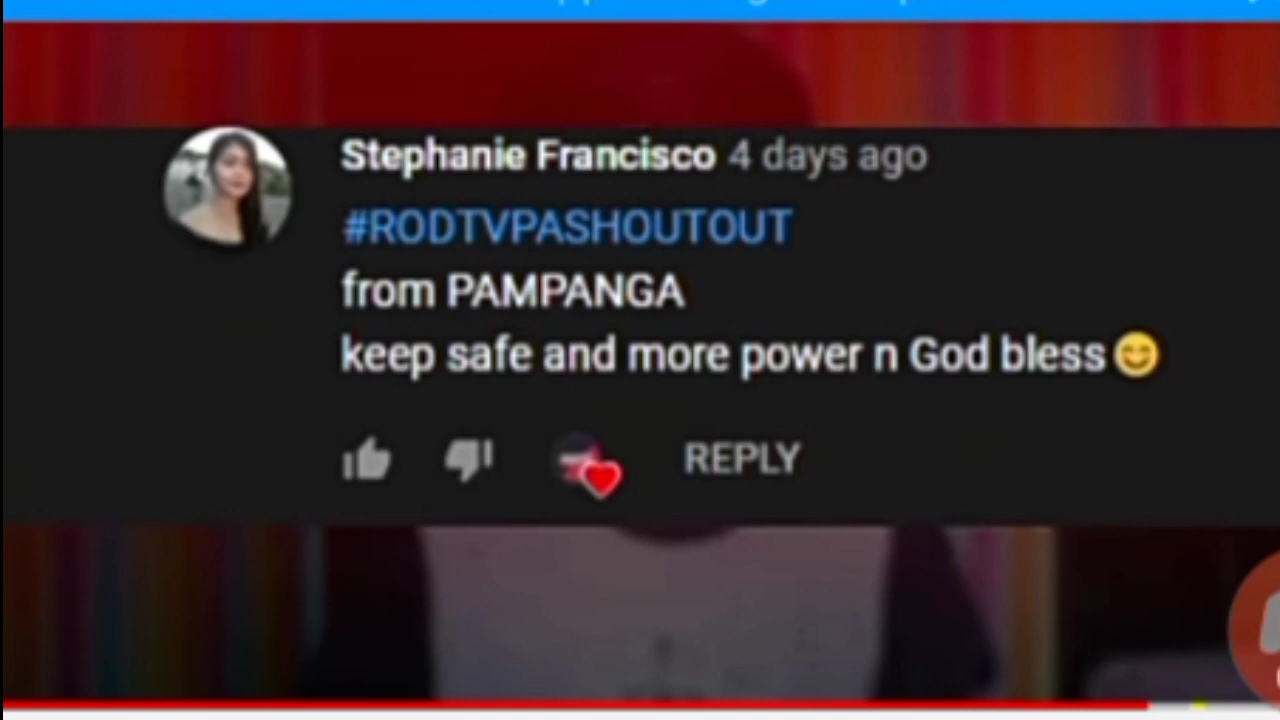 Stephanie Francisco 4 days ago
#RODTVPASHOUTOUT
from PAMPANGA
keep safe and more power n God bless😊
REPLY